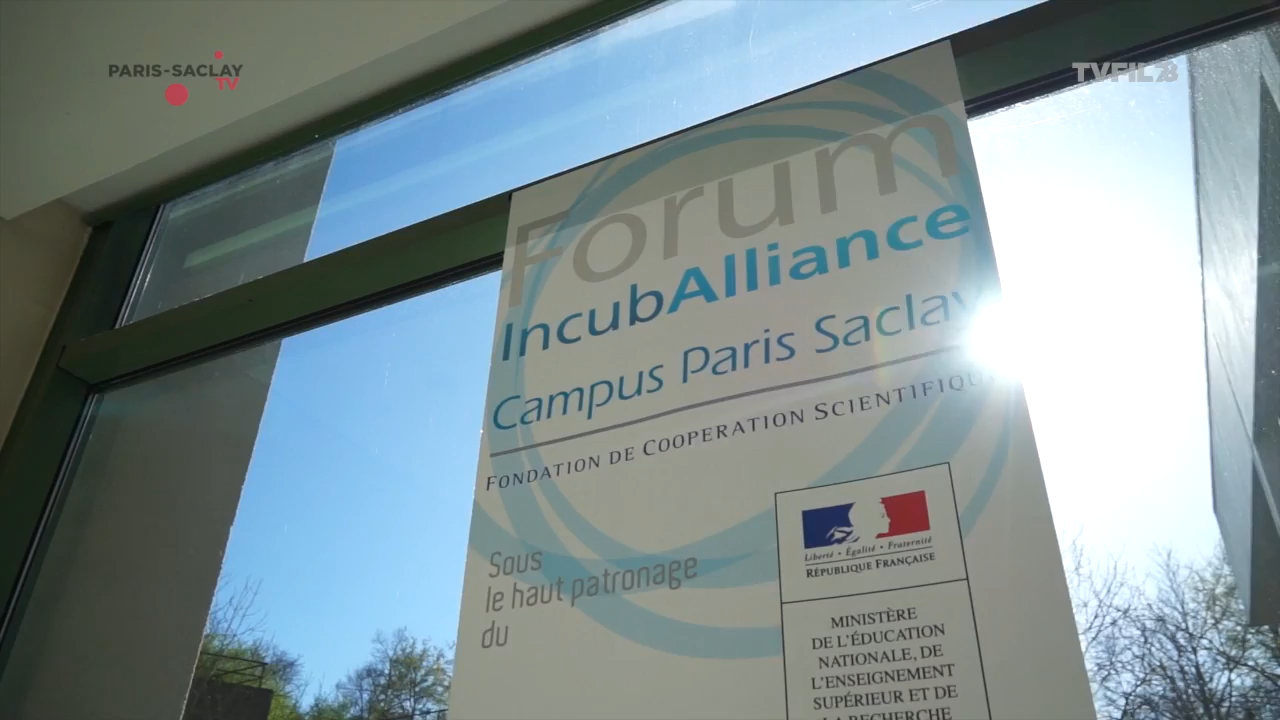 PARIS-SACLAY
TV
TVFIL78
Forum
IncubAlliance
Campus Paris Saclay
FONDATION DE COOPERATION SCIENTIFIQUE
Sous
le haut patronage
du
Liberté • Égalité • Fraternité
RÉPUBLIQUE FRANÇAISE
MINISTÈRE
DE L'ÉDUCATION
NATIONALE, DE
L'ENSEIGNEMENT
SUPÉRIEUR ET DE
LA RECHERCHE